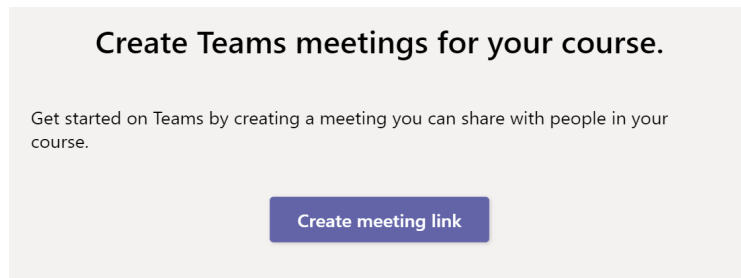 Create Teams meetings for your course.
Get started on Teams by creating a meeting you can share with people in your
course.
Create meeting link